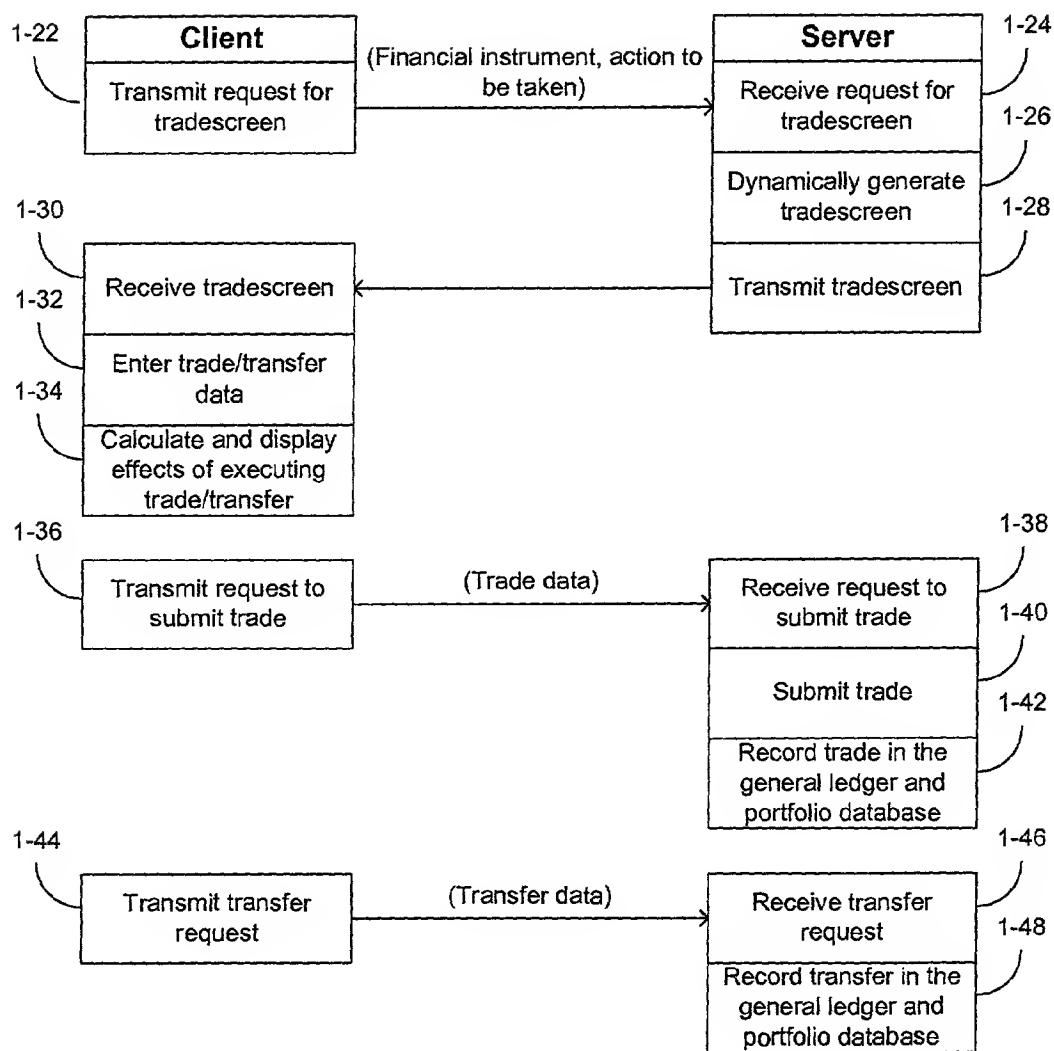 1-22
Client
(Financial instrument, action to
be taken)
Server
1-24
Transmit request for
tradescreen
Receive request for
tradescreen
1-26
Dynamically generate
tradescreen
1-28
1-30
Receive tradescreen
Transmit tradescreen
1-32
Enter trade/transfer
data
1-34
Calculate and display
effects of executing
trade/transfer
1-36
Transmit request to
submit trade
(Trade data)
Receive request to
submit trade
1-38
1-40
Submit trade
1-42
Record trade in the
general ledger and
portfolio database
1-44
Transmit transfer
request
(Transfer data)
Receive transfer
request
1-46
1-48
Record transfer in the
general ledger and
portfolio database